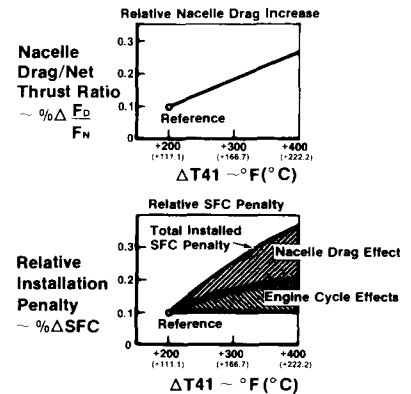 Relative Nacelle Drag Increase
Nacelle
Drag/Net
Thrust Ratio
~ %Δ FD
FN
0.3
0.2
0.1
0
Reference
+200
(+111.1)
+300
(+166.7)
+400
(+222.2)
ΔT41 ~°F(°C)
Relative SFC Penalty
Total Installed
SFC Penalty
Nacelle Drag Effect
Engine Cycle Effects
Relative
Installation
Penalty
~ %ΔSFC
0.3
0.2
0.1
0
Reference
+200
(+111.1)
+300
(+166.7)
+400
(+222.2)
ΔT41 ~ °F(°C)